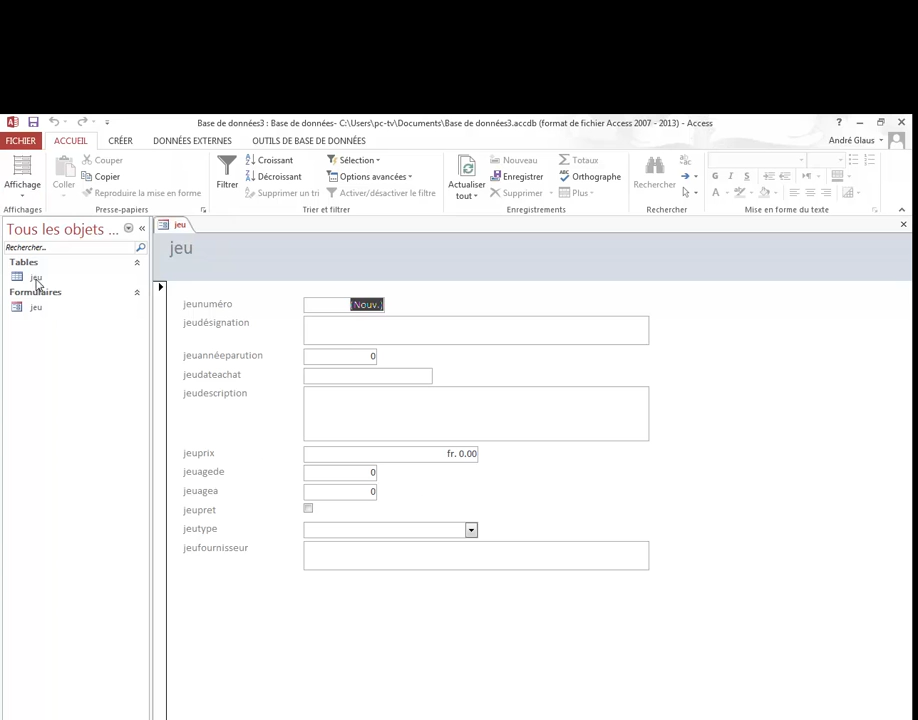 Base de données3 : Base de données- C:\Users\pc-tv\Documents\Base de données3.accdb (format de fichier Access 2007 - 2013) - Access
FICHIER ACCUEIL CRÉER DONNÉES EXTERNES OUTILS DE BASE DE DONNÉES André Glaus
Affichage
Coller
Couper
Copier
Reproduire la mise en forme
Filtrer
Croissant
Décroissant
Supprimer un tri
Sélection
Options avancées
Activer/désactiver le filtre
Actualiser
tout
Nouveau
Enregistrer
Supprimer
Totaux
Orthographe
Plus
Rechercher
G I S
A
Affichages Presse-papiers Trier et filtrer Enregistrements Rechercher Mise en forme du texte
Tous les objets ...
Rechercher...
Tables
jeu
Formulaires
jeu
jeu
jeu
jeunuméro (Nouv.)
jeudésignation
jeuannéeparution 0
jeudateachat
jeudescription
jeuprix fr. 0.00
jeuagede 0
jeuagea 0
jeupret
jeutype
jeufournisseur